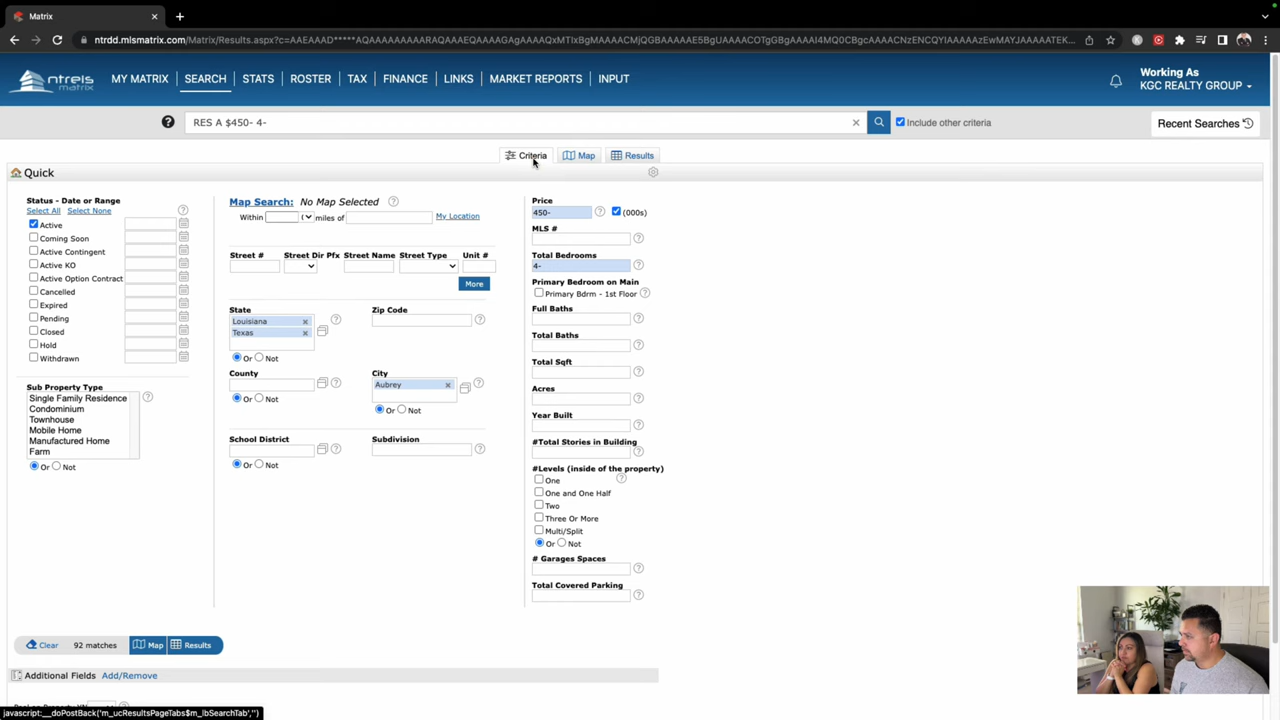 Matrix
ntrdd.mlsmatrix.com/Matrix/Results.aspx?c=AAEAAAD*****AQAAAAAAAAARAQAAAEQAAAAGAgAAAAQxMTIxBgMAAAACMjQGBAAAAAE5BgUAAAACOTgGBgAAAAI4MQ0CBgcAAAACNzENCQYIAAAAAzEwMAYJAAAAATEK...
ntreis matrix
MY MATRIX SEARCH STATS ROSTER TAX FINANCE LINKS MARKET REPORTS INPUT
Working As
KGC REALTY GROUP
? RES A $450- 4- Include other criteria Recent Searches
Criteria Map Results
Quick
Status - Date or Range
Select All Select None
Active
Coming Soon
Active Contingent
Active KO
Active Option Contract
Cancelled
Expired
Pending
Closed
Hold
Withdrawn
Sub Property Type
Single Family Residence
Condominium
Townhouse
Mobile Home
Manufactured Home
Farm
Or Not
Map Search: No Map Selected
Within ( miles of My Location
Street # Street Dir Pfx Street Name Street Type Unit #
More
State Zip Code
Louisiana
Texas
Or Not
County City
Aubrey
Or Not Or Not
School District Subdivision
Or Not
Price
450- (000s)
MLS #
Total Bedrooms
4-
Primary Bedroom on Main
Primary Bdrm - 1st Floor
Full Baths
Total Baths
Total Sqft
Acres
Year Built
#Total Stories in Building
#Levels (inside of the property)
One
One and One Half
Two
Three Or More
Multi/Split
Or Not
# Garages Spaces
Total Covered Parking
Clear 92 matches Map Results
Additional Fields Add/Remove
javascript:__doPostBack('m_ucResultsPageTabs$m_lbSearchTab','')